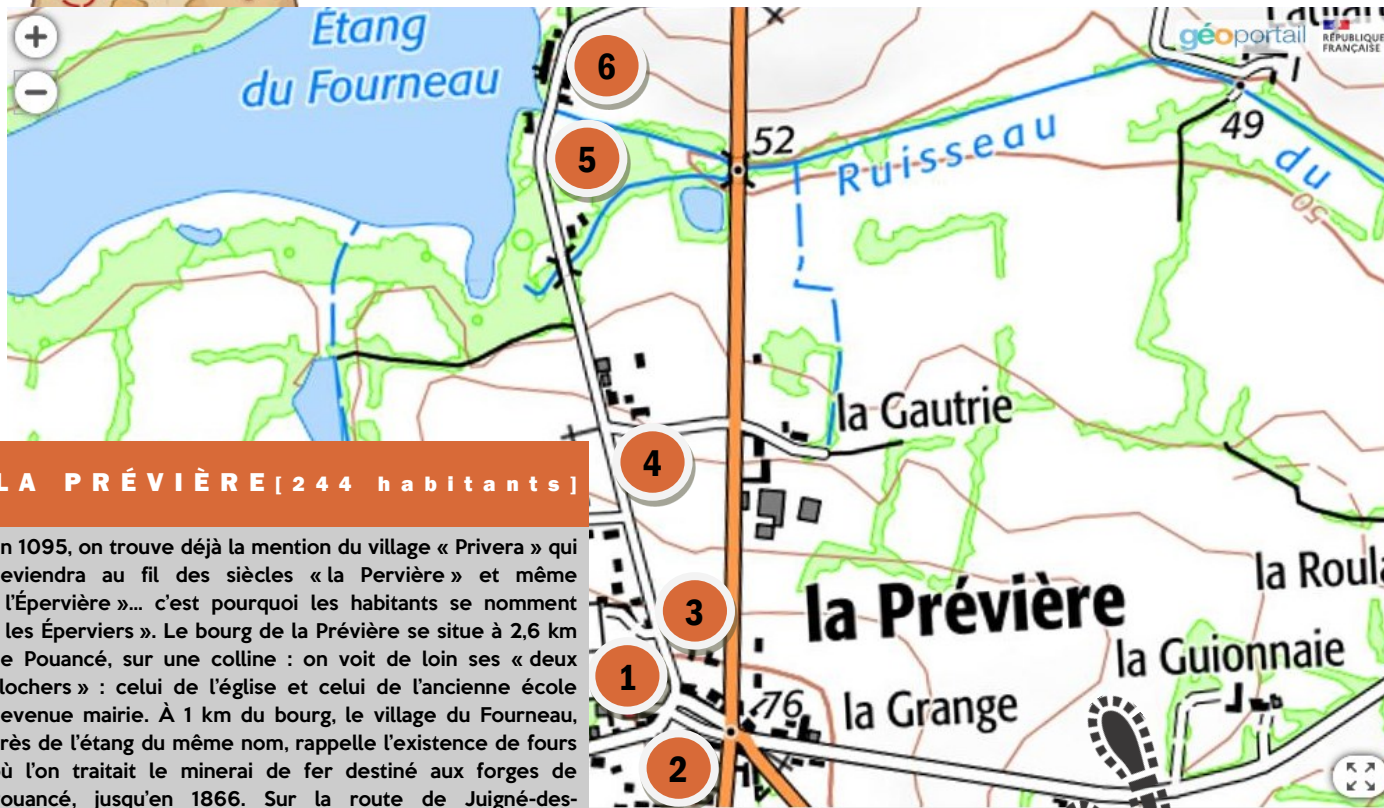 +
−
Étang
du Fourneau
6
5
52
géoportail
RÉPUBLIQUE
FRANÇAISE
49
Ruisseau
du
50
la Gautrie
4
LA PRÉVIÈRE [244 habitants]
1095, on trouve déjà la mention du village « Privera » qui
au fil des siècles « la Pervière » et même
l'Épervière »... c'est pourquoi les habitants se nomment
les Éperviers ». Le bourg de la Prévière se situe à 2,6 km
Pouancé, sur une colline : on voit de loin ses « deux
» : celui de l'église et celui de l'ancienne école
mairie. À 1 km du bourg, le village du Fourneau,
de l'étang du même nom, rappelle l'existence de fours
l'on traitait le minerai de fer destiné aux forges de
jusqu'en 1866. Sur la route de Juigné-des-
3
la Prévière
la
1
la Guionnaie
76
la Grange
2